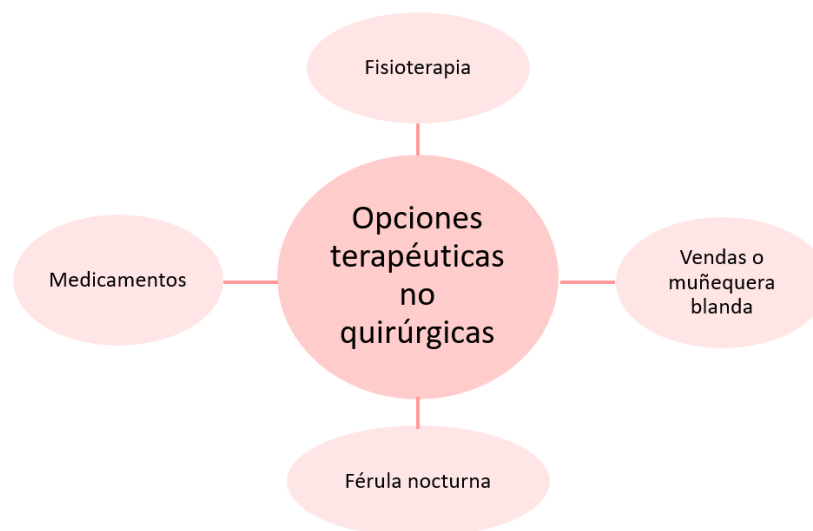 Fisioterapia
Opciones
terapéuticas
no
quirúrgicas
Medicamentos
Vendas o
muñequera
blanda
Férula nocturna